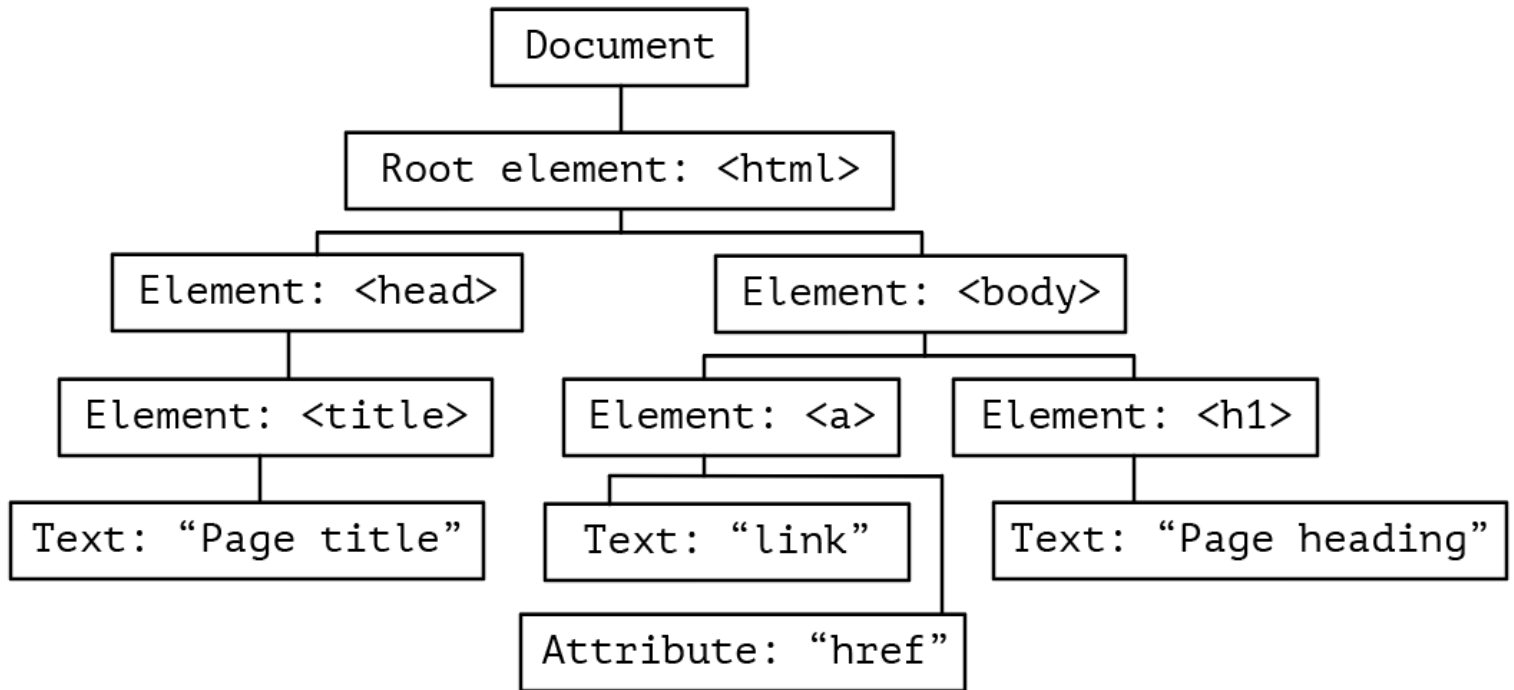 Document
Root element: <html>
Element: <head>
Element: <body>
Element: <title>
Element: <a>
Element: <h1>
Text: “Page title”
Text: “link”
Text: “Page heading”
Attribute: “href”